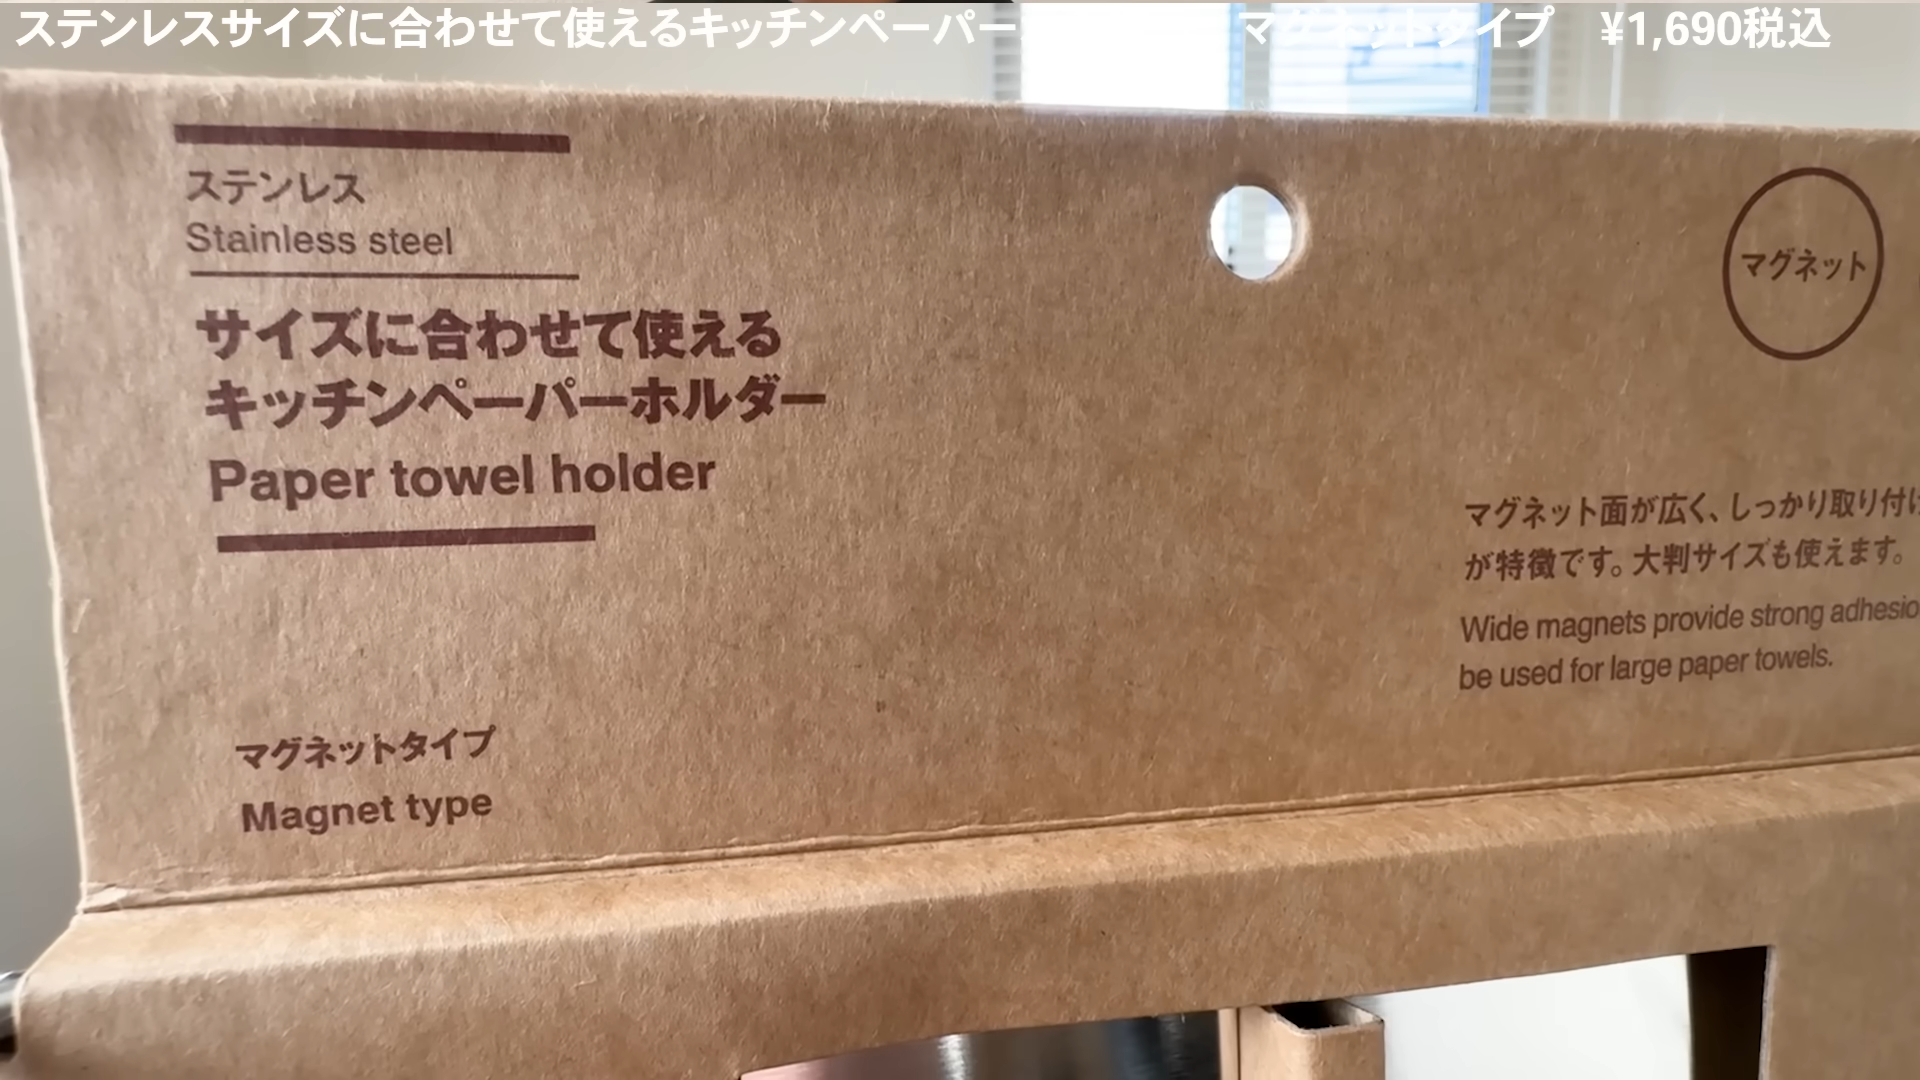 ステンレスサイズに合わせて使えるキッチンペーパー マグネットタイプ ¥1,690税込
ステンレス
Stainless steel
サイズに合わせて使える
キッチンペーパーホルダー
Paper towel holder
マグネットタイプ
Magnet type
マグネット
マグネット面が広く、しっかり取り付け
が特徴です。大判サイズも使えます。
Wide magnets provide strong adhesio
be used for large paper towels.